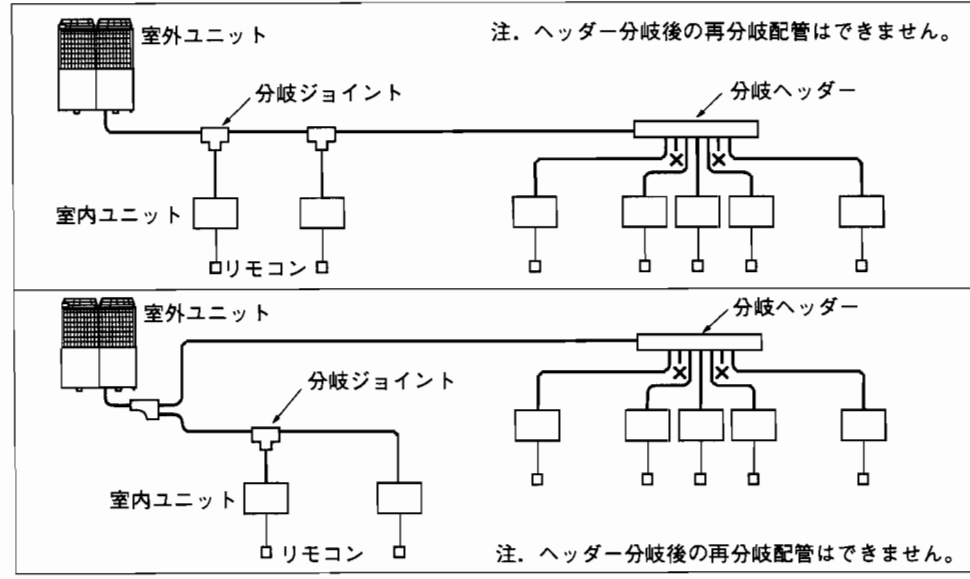 室外ユニット
注．ヘッダー分岐後の再分岐配管はできません。
分岐ジョイント
分岐ヘッダー
室内ユニット
リモコン
室外ユニット
分岐ヘッダー
分岐ジョイント
室内ユニット
リモコン
注．ヘッダー分岐後の再分岐配管はできません。